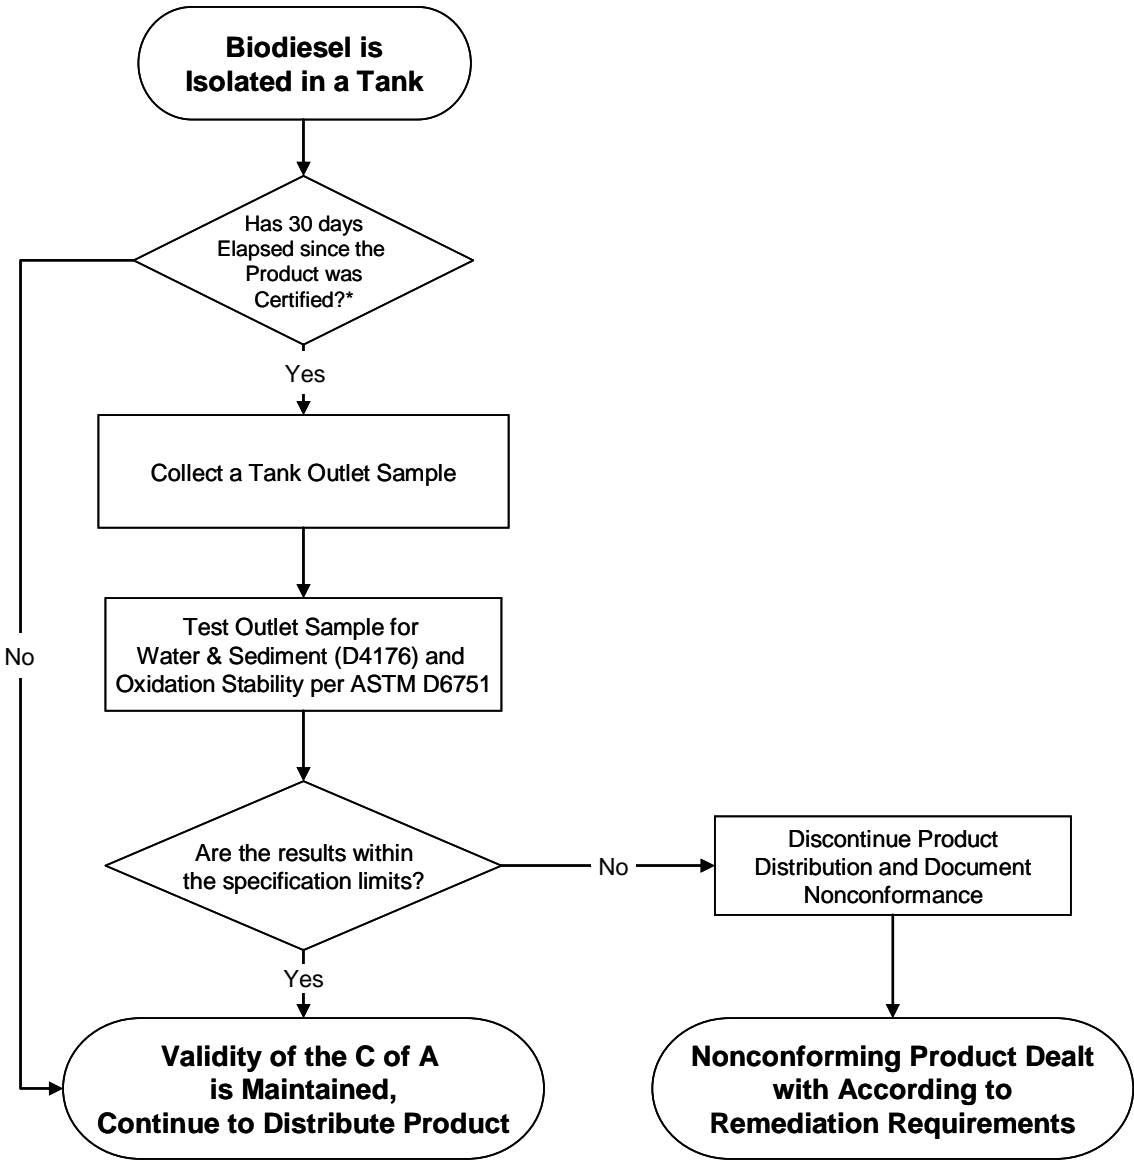 Biodiesel is
Isolated in a Tank
Has 30 days
Elapsed since the
Product was
Certified?*
Yes
Collect a Tank Outlet Sample
Test Outlet Sample for
Water & Sediment (D4176) and
Oxidation Stability per ASTM D6751
No
Are the results within
the specification limits?
No
Discontinue Product
Distribution and Document
Nonconformance
Yes
Validity of the C of A
is Maintained,
Continue to Distribute Product
Nonconforming Product Dealt
with According to
Remediation Requirements